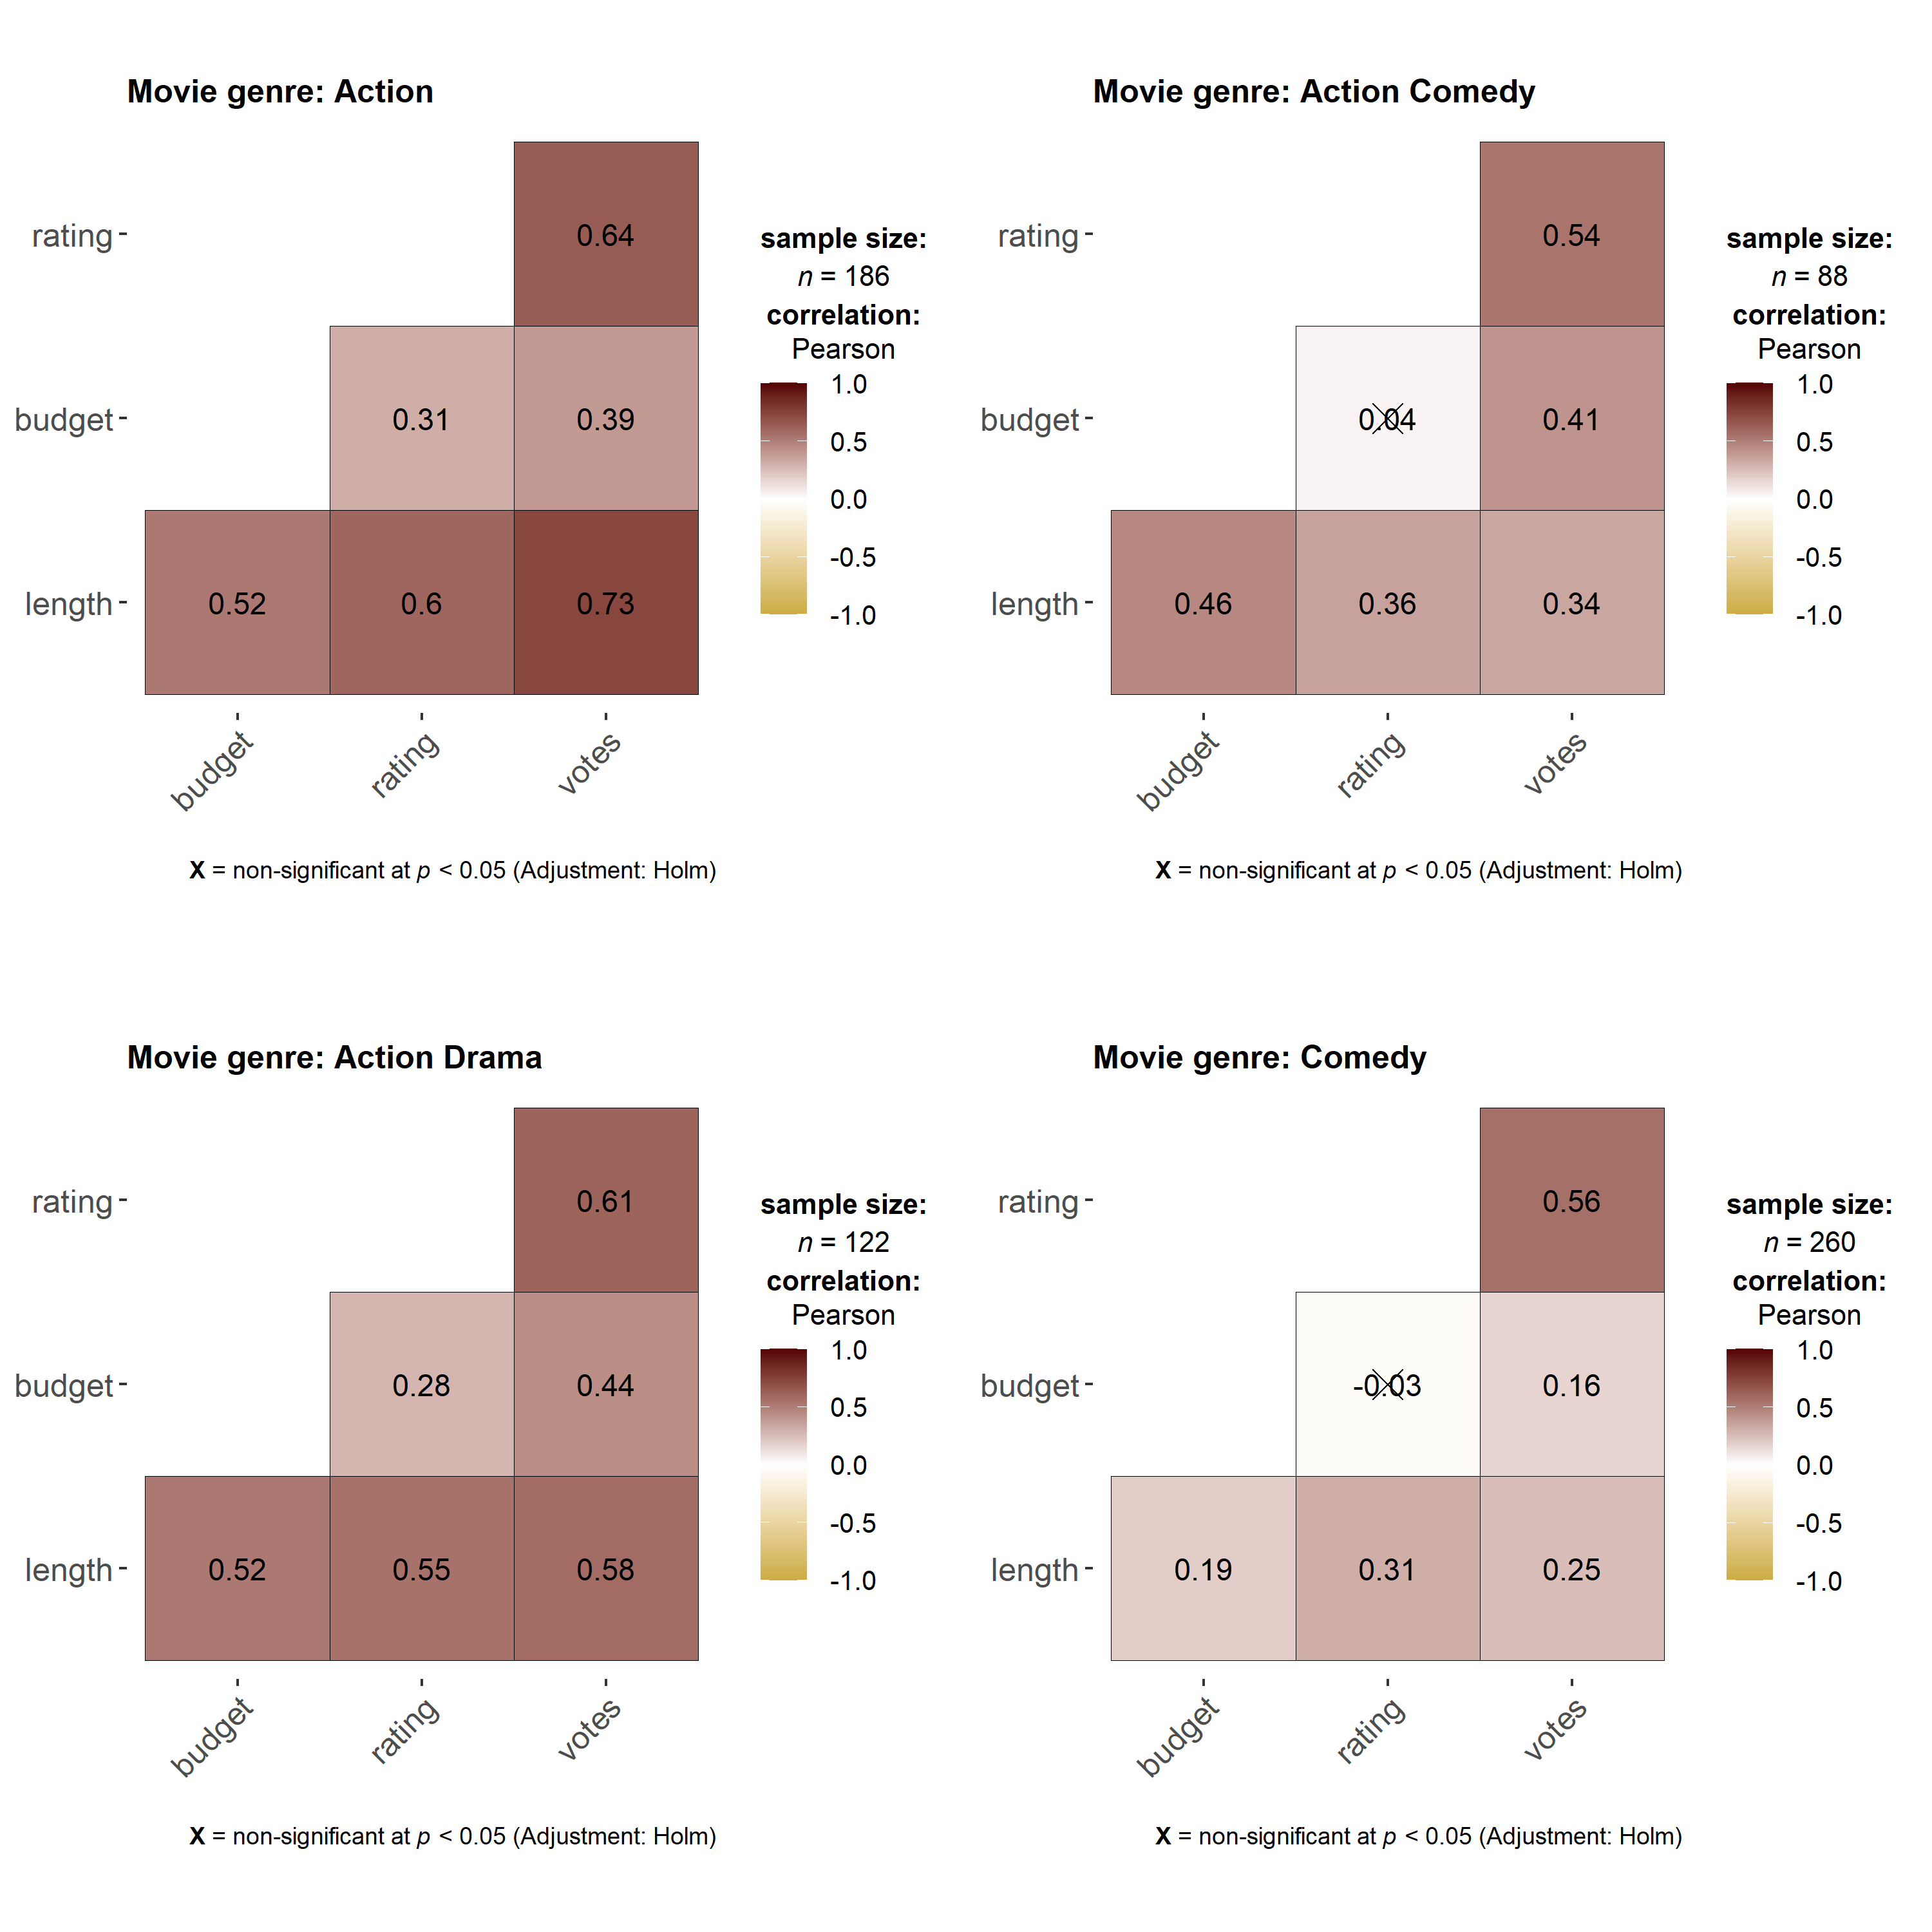 Movie genre: Action
rating
budget
length
0.64
0.31 0.39
0.52 0.6 0.73
budget rating votes
sample size:
n = 186
correlation:
Pearson
1.0
0.5
0.0
-0.5
-1.0
X = non-significant at p < 0.05 (Adjustment: Holm)
Movie genre: Action Comedy
rating
budget
length
0.54
0.04 0.41
0.46 0.36 0.34
budget rating votes
sample size:
n = 88
correlation:
Pearson
1.0
0.5
0.0
-0.5
-1.0
X = non-significant at p < 0.05 (Adjustment: Holm)
Movie genre: Action Drama
rating
budget
length
0.61
0.28 0.44
0.52 0.55 0.58
budget rating votes
sample size:
n = 122
correlation:
Pearson
1.0
0.5
0.0
-0.5
-1.0
X = non-significant at p < 0.05 (Adjustment: Holm)
Movie genre: Comedy
rating
budget
length
0.56
-0.03 0.16
0.19 0.31 0.25
budget rating votes
sample size:
n = 260
correlation:
Pearson
1.0
0.5
0.0
-0.5
-1.0
X = non-significant at p < 0.05 (Adjustment: Holm)